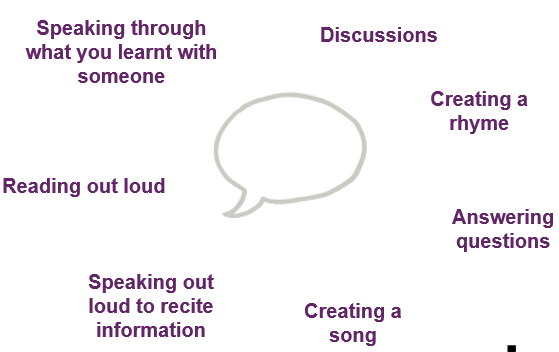 Speaking through
what you learnt with
someone
Discussions
Creating a
rhyme
Reading out loud
Answering
questions
Speaking out
loud to recite
information
Creating a
song